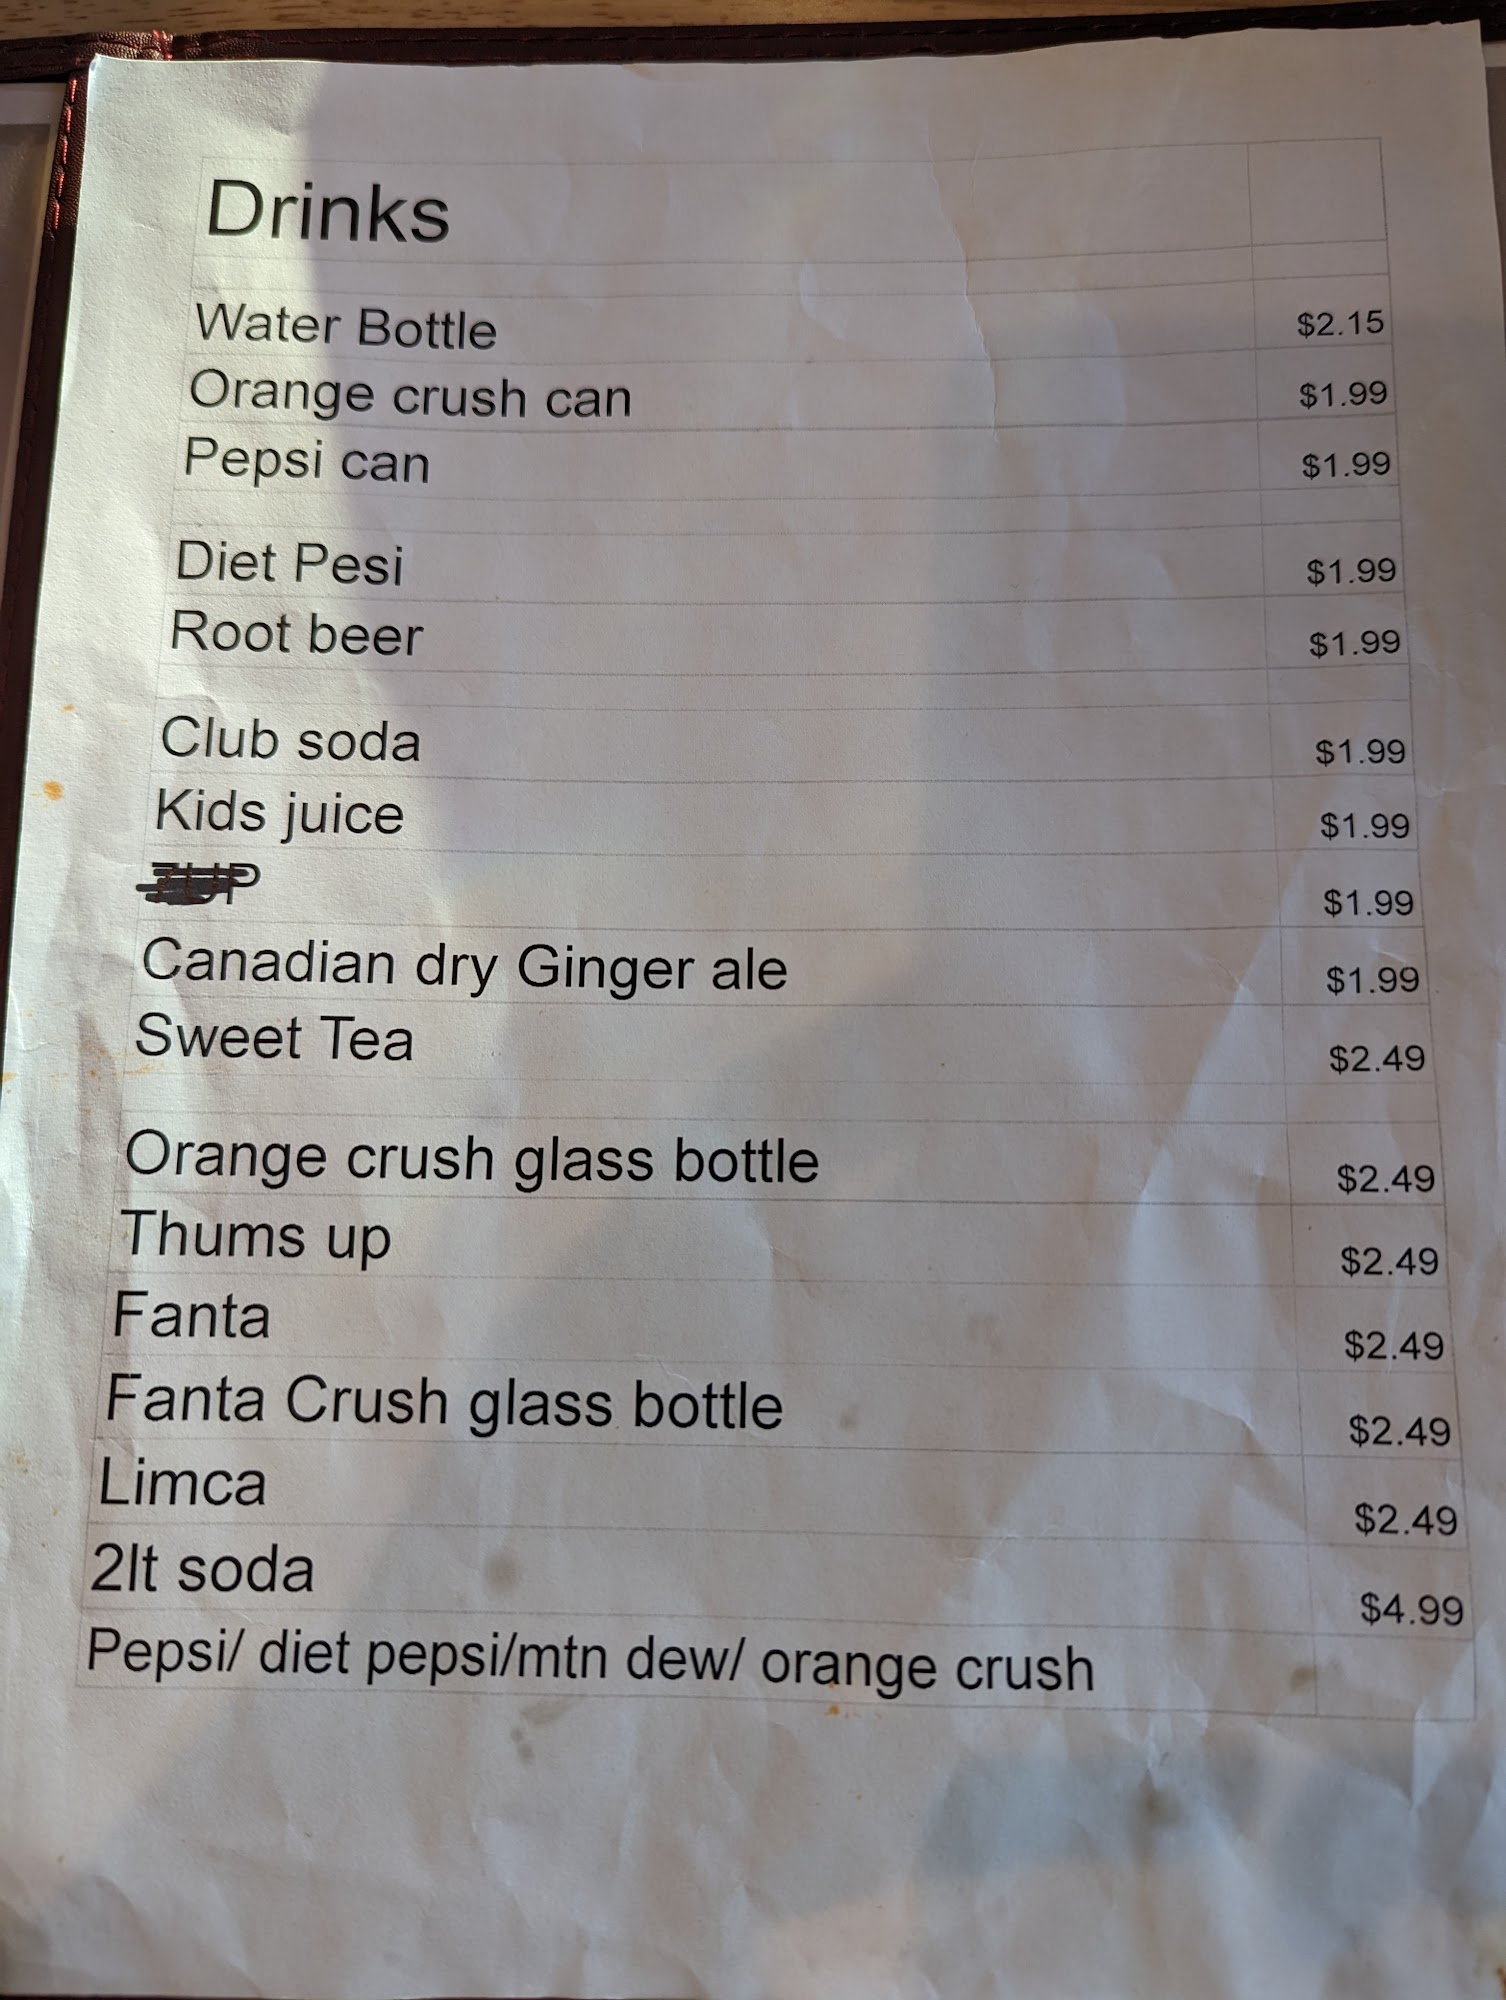 Drinks
Water Bottle $2.15
Orange crush can $1.99
Pepsi can $1.99
Diet Pesi $1.99
Root beer $1.99
Club soda $1.99
Kids juice $1.99
7UP $1.99
Canadian dry Ginger ale $1.99
Sweet Tea $2.49
Orange crush glass bottle $2.49
Thums up $2.49
Fanta $2.49
Fanta Crush glass bottle $2.49
Limca $2.49
2lt soda $4.99
Pepsi/ diet pepsi/mtn dew/ orange crush